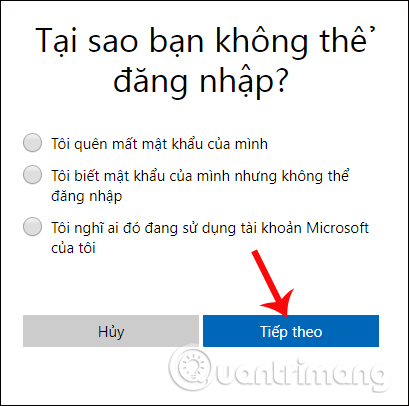 Tại sao bạn không thể
đăng nhập?
Tôi quên mất mật khẩu của mình
Tôi biết mật khẩu của mình nhưng không thể
đăng nhập
Tôi nghĩ ai đó đang sử dụng tài khoản Microsoft
của tôi
Hủy
Tiếp theo
Quantrimang